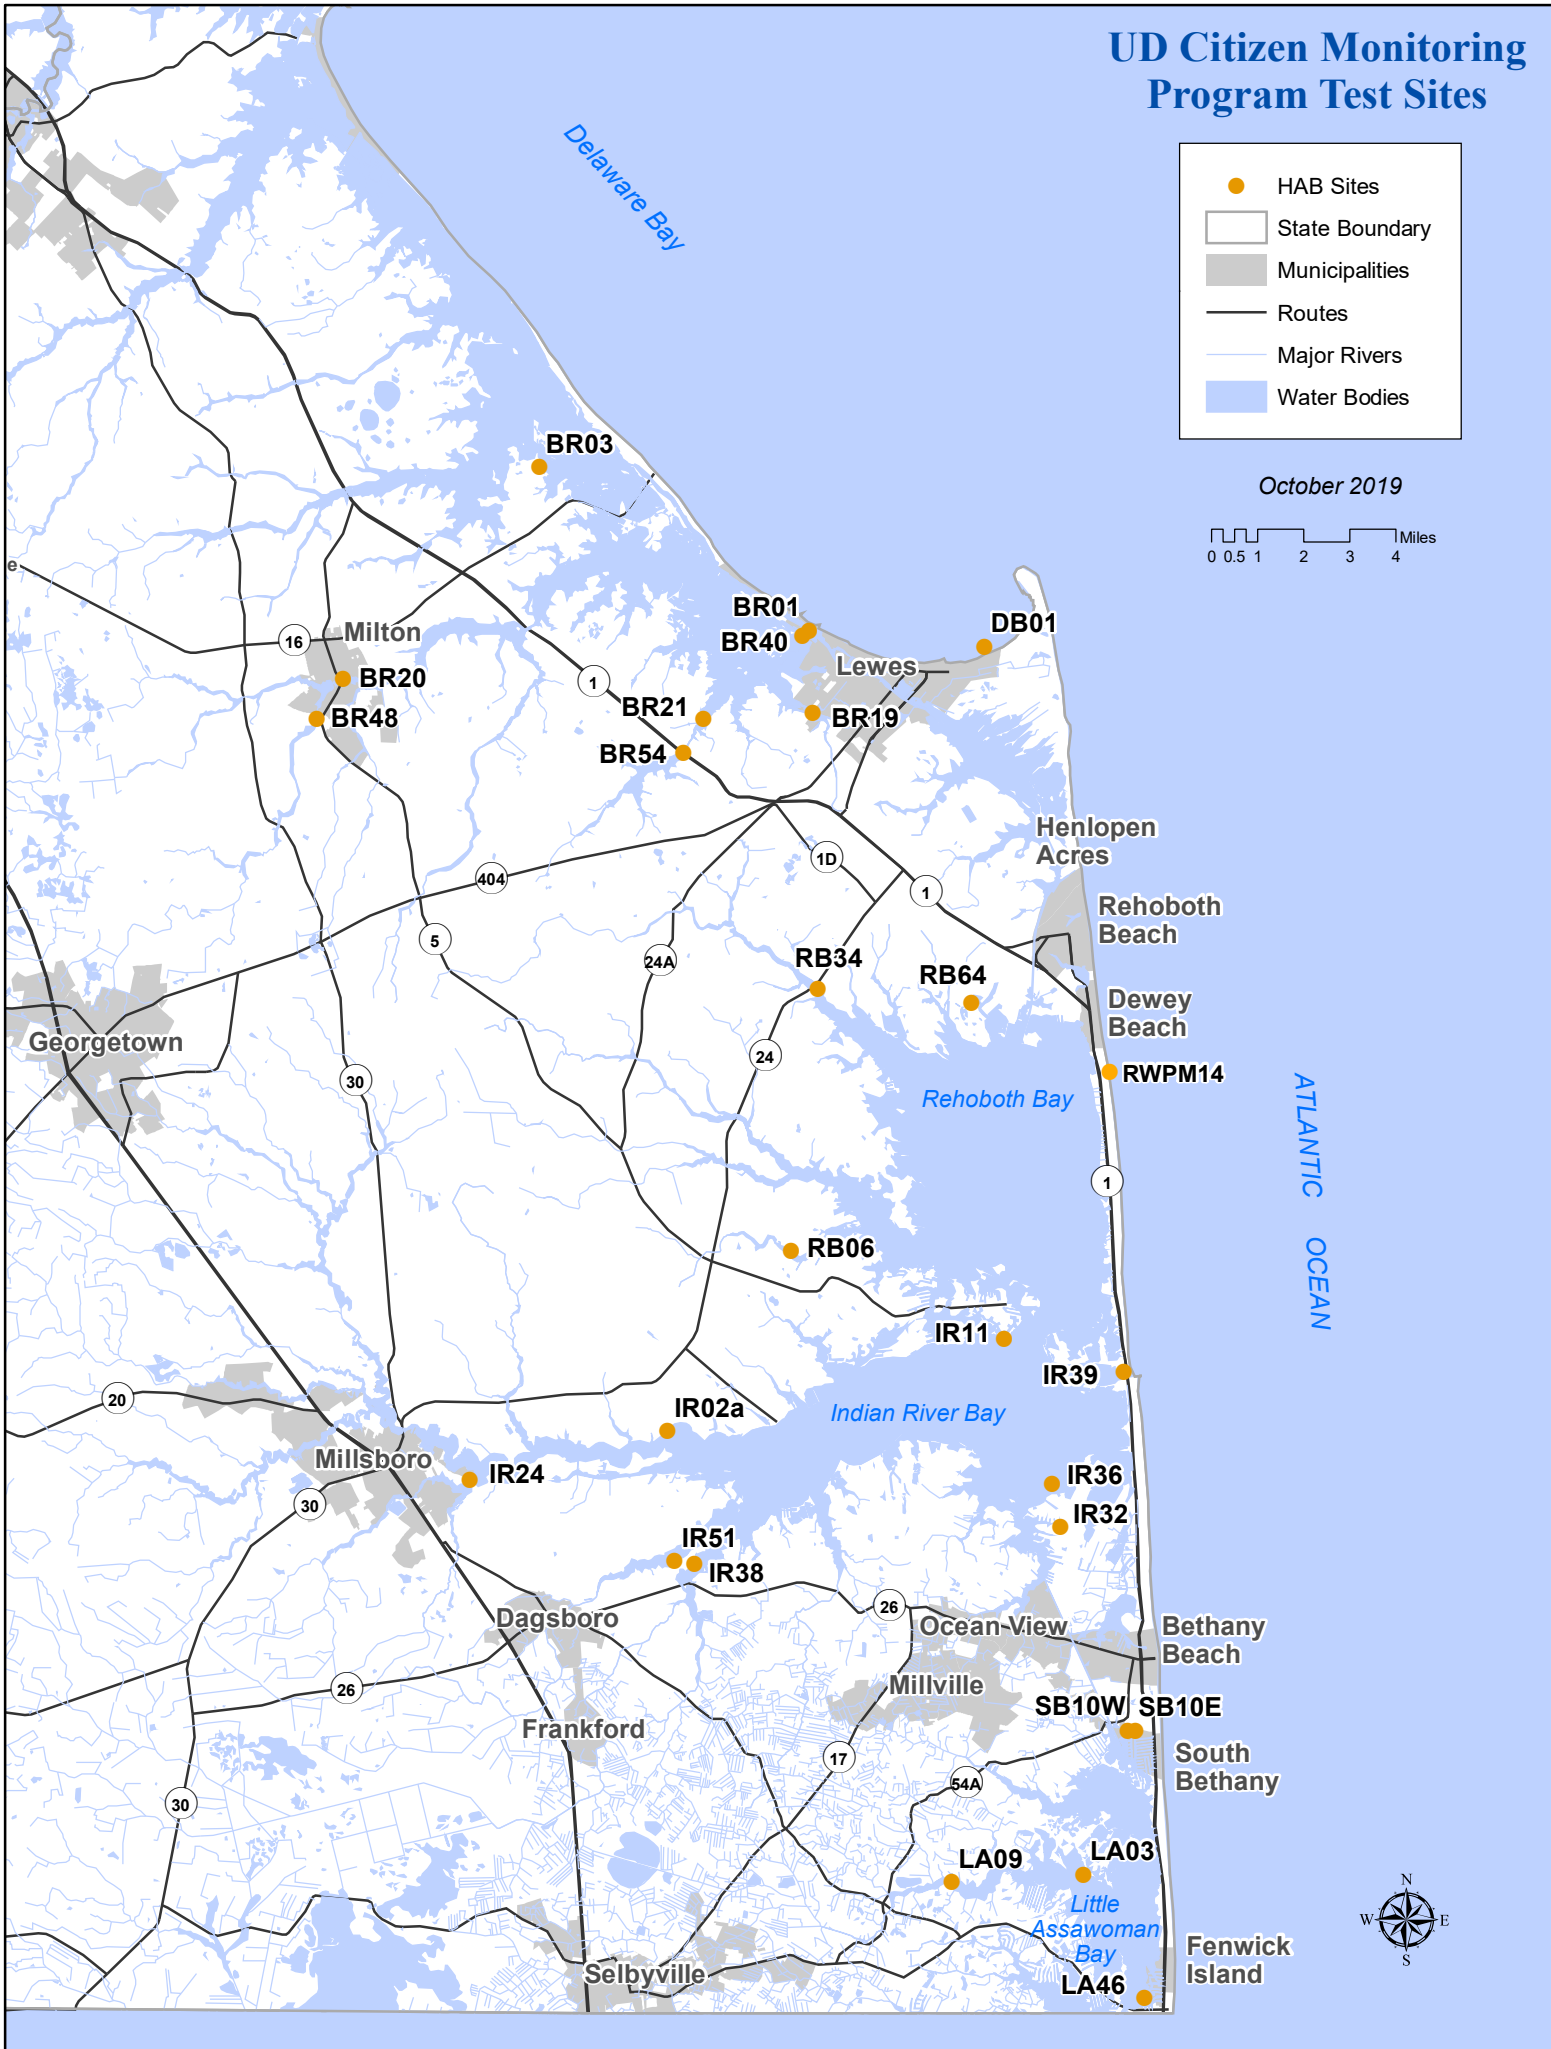 UD Citizen Monitoring
Program Test Sites
HAB Sites
State Boundary
Municipalities
Routes
Major Rivers
Water Bodies
October 2019
Miles
0 0.5 1 2 3 4
Delaware Bay
BR03
e
BR01
BR40
DB01
16
Milton
Lewes
BR20
1
BR48
BR21
BR19
BR54
Henlopen
Acres
1D
404
1
Rehoboth
Beach
5
24A
RB34
RB64
Dewey
Beach
Georgetown
24
30
RWPM14
Rehoboth Bay
ATLANTIC OCEAN
1
RB06
IR11
IR39
20
IR02a
Indian River Bay
Millsboro
IR24
IR36
30
IR32
IR51
IR38
26
Dagsboro
Ocean View
Bethany
Beach
26
Millville
SB10W
SB10E
Frankford
17
South
Bethany
54A
30
LA09
LA03
Little
Assawoman
Bay
Fenwick
Island
Selbyville
LA46
N
W E
S